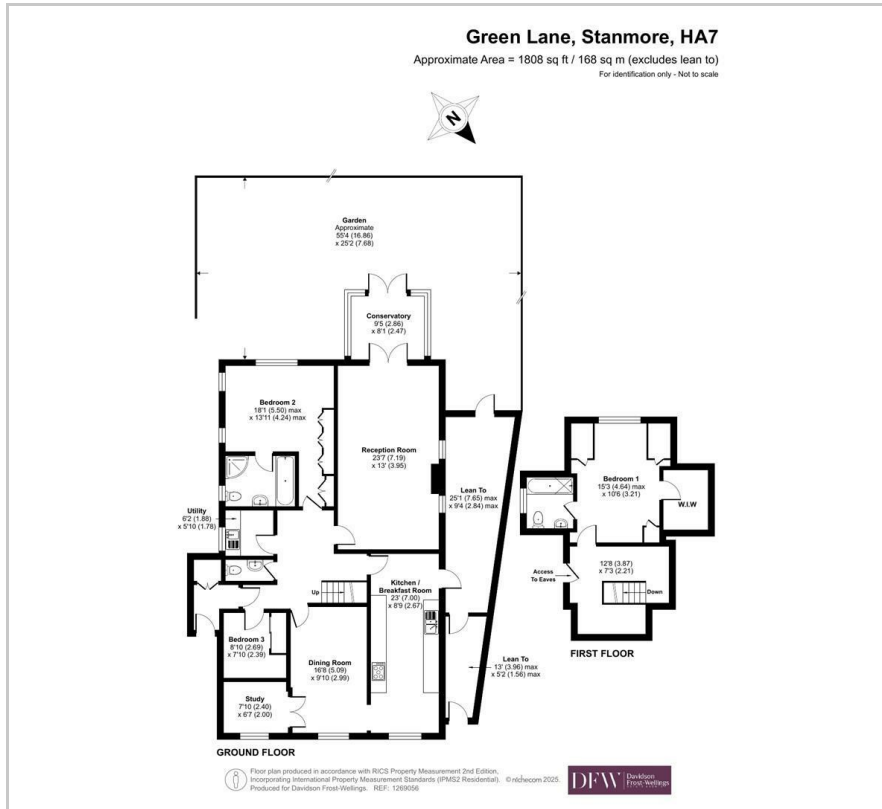 Green Lane, Stanmore, HA7
Approximate Area = 1808 sq ft / 168 sq m (excludes lean to)
For identification only - Not to scale
N
Garden
Approximate
55'4 (16.86)
x 25'2 (7.68)
Conservatory
9'5 (2.86)
x 8'1 (2.47)
Bedroom 2
18'1 (5.50) max
x 13'11 (4.24) max
Reception Room
23'7 (7.19)
x 13' (3.95)
Lean To
25'1 (7.65) max
x 9'4 (2.84) max
Utility
6'2 (1.88)
x 5'10 (1.78)
Up
Kitchen /
Breakfast Room
23' (7.00)
x 8'9 (2.67)
Bedroom 3
8'10 (2.69)
x 7'10 (2.39)
Dining Room
16'8 (5.09)
x 9'10 (2.99)
Lean To
13' (3.96) max
x 5'2 (1.56) max
Study
7'10 (2.40)
x 6'7 (2.00)
GROUND FLOOR
Bedroom 1
15'3 (4.64) max
x 10'6 (3.21)
W.I.W
Access
To Eaves
12'8 (3.87)
x 7'3 (2.21)
Down
FIRST FLOOR
Floor plan produced in accordance with RICS Property Measurement 2nd Edition,
Incorporating International Property Measurement Standards (IPMS2 Residential). © nichecom 2025.
Produced for Davidson Frost-Wellings. REF: 1269056
DFW
Davidson
Frost-Wellings